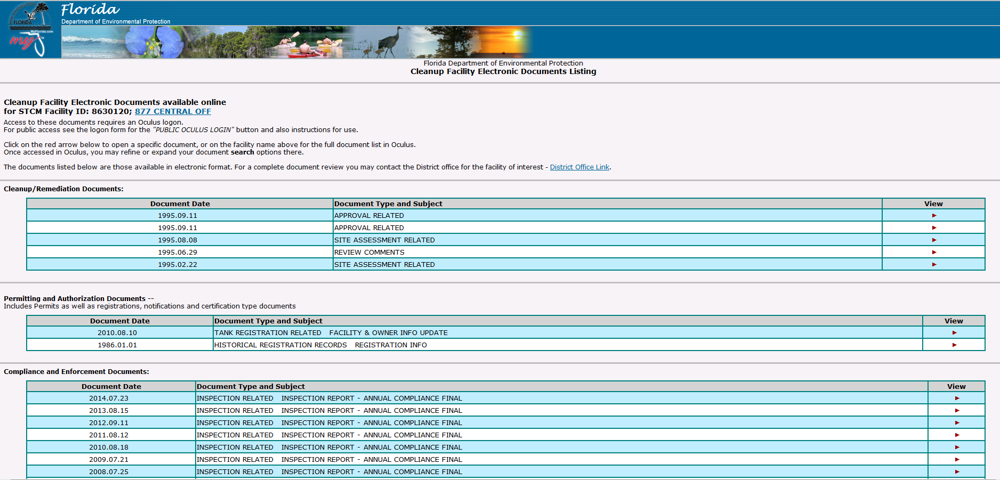 Florida
Department of Environmental Protection
FLORIDA
MyFlorida.com
my
Florida Department of Environmental Protection
Cleanup Facility Electronic Documents Listing
Cleanup Facility Electronic Documents available online
for STCM Facility ID: 8630120; 877 CENTRAL OFF
Access to these documents requires an Oculus logon.
For public access see the logon form for the "PUBLIC OCULUS LOGIN" button and also instructions for use.
Click on the red arrow below to open a specific document, or on the facility name above for the full document list in Oculus.
Once accessed in Oculus, you may refine or expand your document search options there.
The documents listed below are those available in electronic format. For a complete document review you may contact the District office for the facility of interest - District Office Link.
Cleanup/Remediation Documents:
Document Date Document Type and Subject View
1995.09.11 APPROVAL RELATED
1995.09.11 APPROVAL RELATED
1995.08.08 SITE ASSESSMENT RELATED
1995.06.29 REVIEW COMMENTS
1995.02.22 SITE ASSESSMENT RELATED
Permitting and Authorization Documents --
Includes Permits as well as registrations, notifications and certification type documents
Document Date Document Type and Subject View
2010.08.10 TANK REGISTRATION RELATED FACILITY & OWNER INFO UPDATE
1986.01.01 HISTORICAL REGISTRATION RECORDS REGISTRATION INFO
Compliance and Enforcement Documents:
Document Date Document Type and Subject View
2014.07.23 INSPECTION RELATED INSPECTION REPORT - ANNUAL COMPLIANCE FINAL
2013.08.15 INSPECTION RELATED INSPECTION REPORT - ANNUAL COMPLIANCE FINAL
2012.09.11 INSPECTION RELATED INSPECTION REPORT - ANNUAL COMPLIANCE FINAL
2011.08.12 INSPECTION RELATED INSPECTION REPORT - ANNUAL COMPLIANCE FINAL
2010.08.18 INSPECTION RELATED INSPECTION REPORT - ANNUAL COMPLIANCE FINAL
2009.07.21 INSPECTION RELATED INSPECTION REPORT - ANNUAL COMPLIANCE FINAL
2008.07.25 INSPECTION RELATED INSPECTION REPORT - ANNUAL COMPLIANCE FINAL